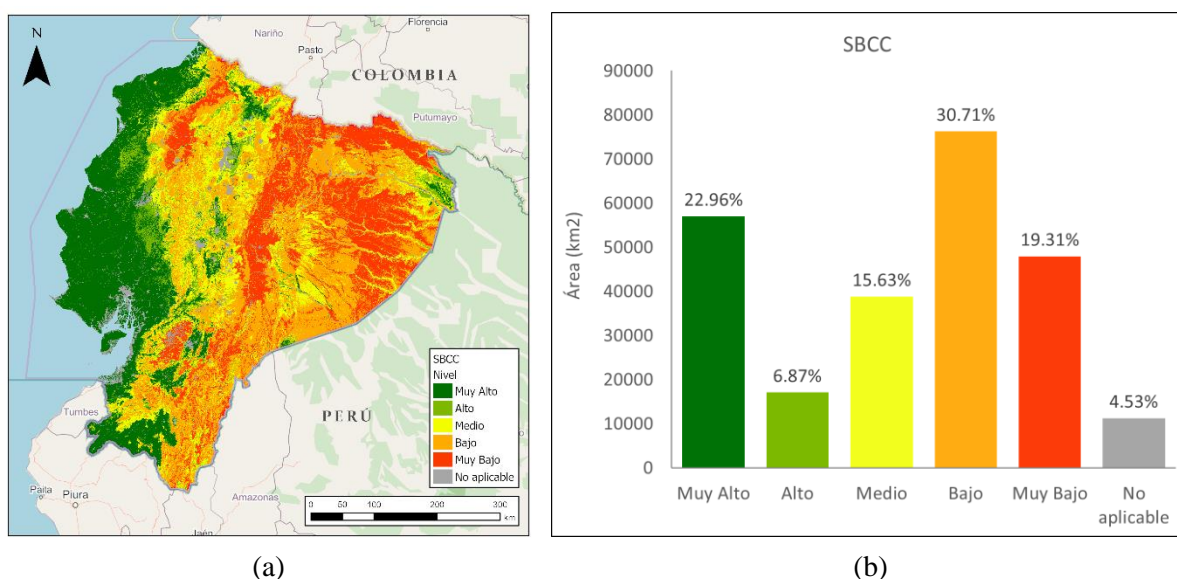 N
Nariño
Pasto
Florencia
COLOMBIA
Putumayo
SBCC
Nivel
Muy Alto
Alto
Medio
Bajo
Muy Bajo
No aplicable
PERÚ
Tumbes
Paita
Piura
Amazonas
Jaén
0 50 100 200 300
km
(a)
SBCC
Área (km2)
90000
80000
70000
60000
50000
40000
30000
20000
10000
0
22.96%
6.87%
15.63%
30.71%
19.31%
4.53%
Muy Alto
Alto
Medio
Bajo
Muy Bajo
No
aplicable
(b)